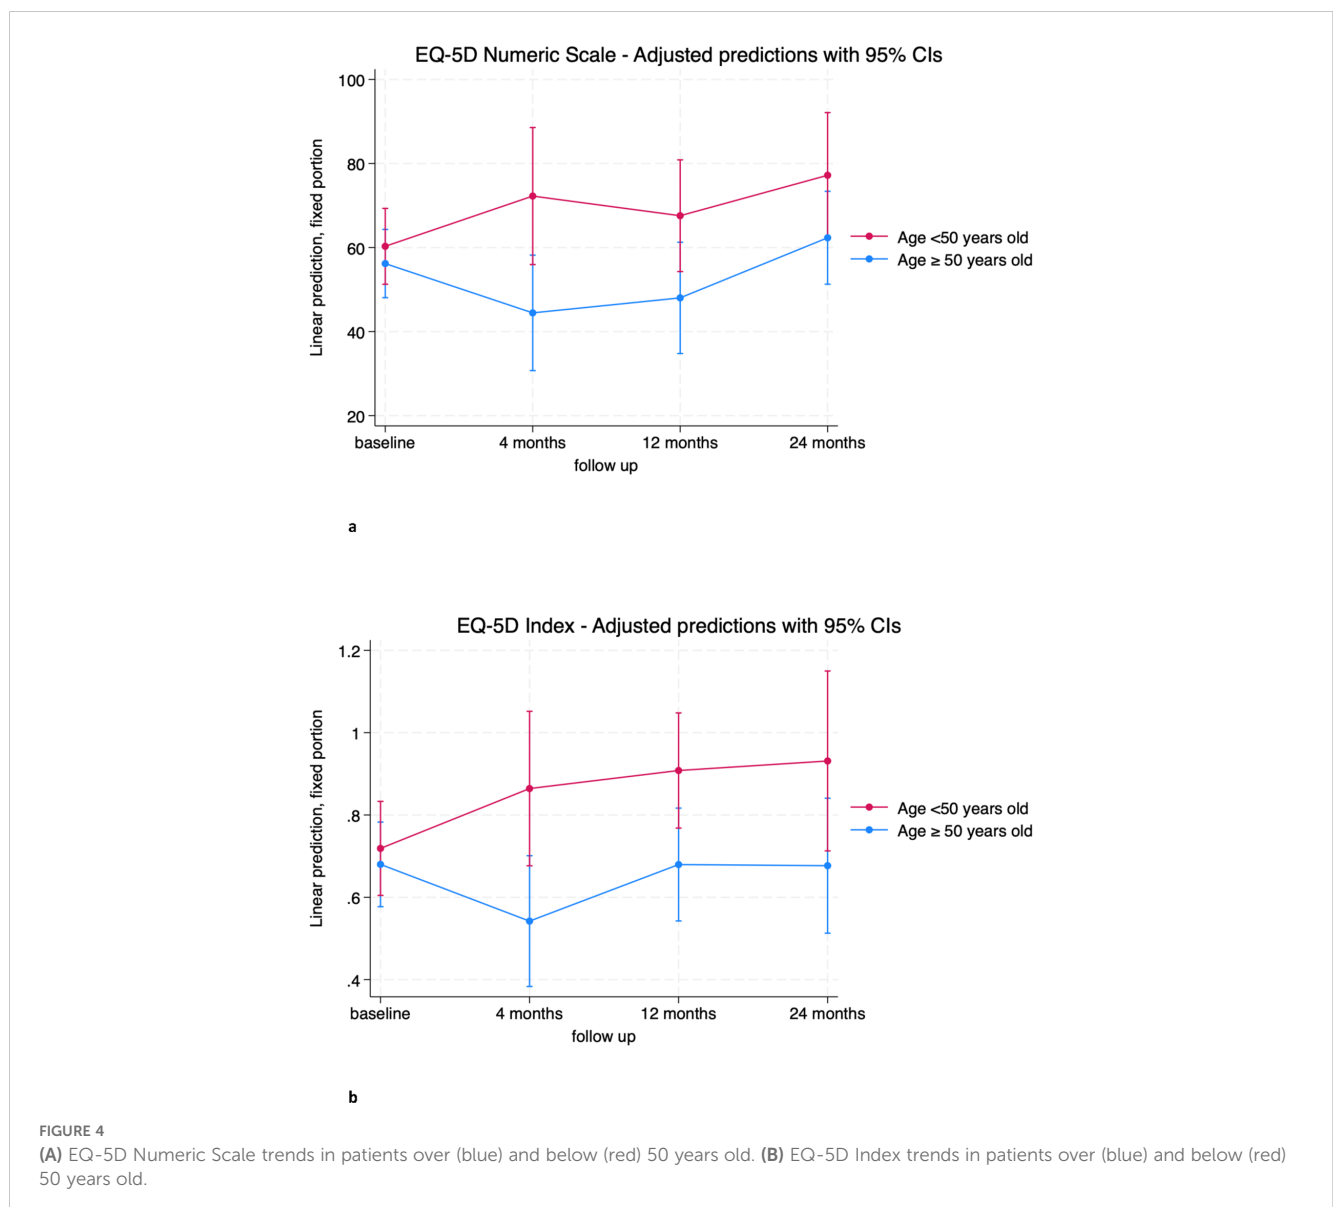 EQ-5D Numeric Scale - Adjusted predictions with 95% CIs
100
80
60
40
20
Linear prediction, fixed portion
baseline
4 months
12 months
24 months
follow up
Age <50 years old
Age ≥ 50 years old
a
EQ-5D Index - Adjusted predictions with 95% CIs
1.2
1
.8
.6
.4
Linear prediction, fixed portion
baseline
4 months
12 months
24 months
follow up
Age <50 years old
Age ≥ 50 years old
b
FIGURE 4
(A) EQ-5D Numeric Scale trends in patients over (blue) and below (red) 50 years old. (B) EQ-5D Index trends in patients over (blue) and below (red)
50 years old.